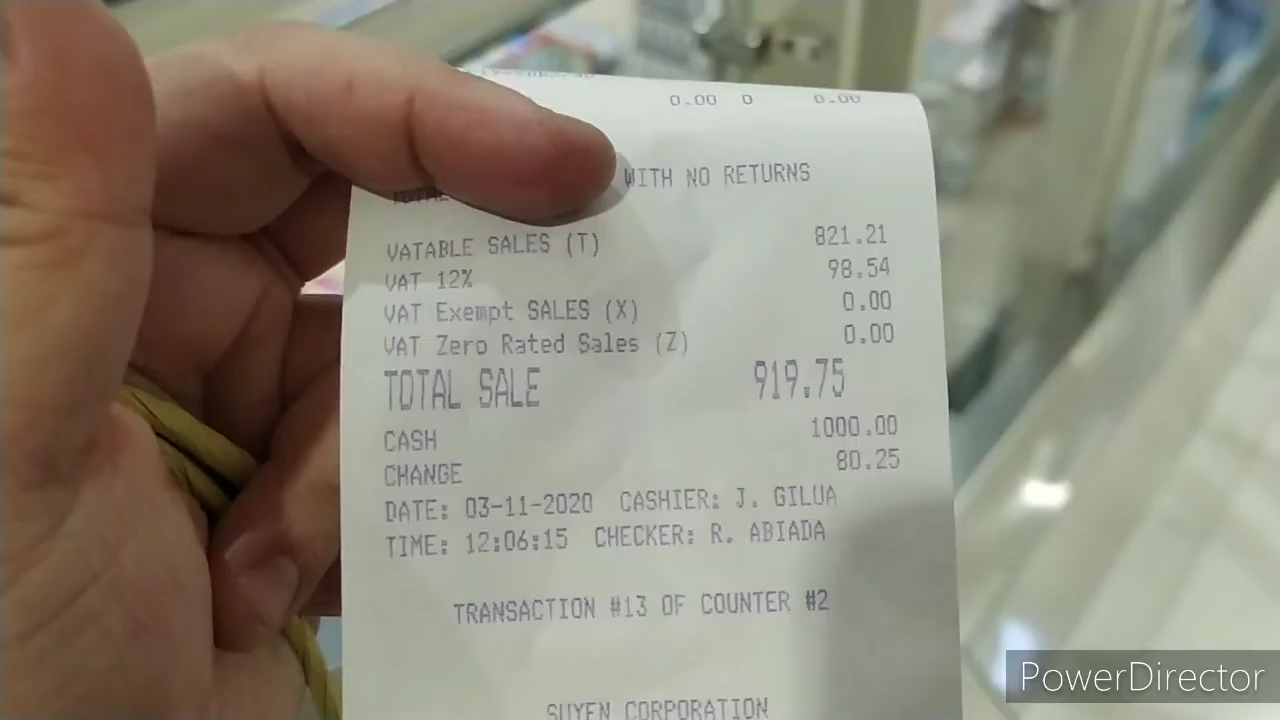 0.00 0 0.00
WITH NO RETURNS
VATABLE SALES (T) 821.21
VAT 12% 98.54
VAT Exempt SALES (X) 0.00
VAT Zero Rated Sales (Z) 0.00
TOTAL SALE 919.75
CASH 1000.00
CHANGE 80.25
DATE: 03-11-2020 CASHIER: J. GILUA
TIME: 12:06:15 CHECKER: R. ABIADA
TRANSACTION #13 OF COUNTER #2
SUYEN CORPORATION
PowerDirector